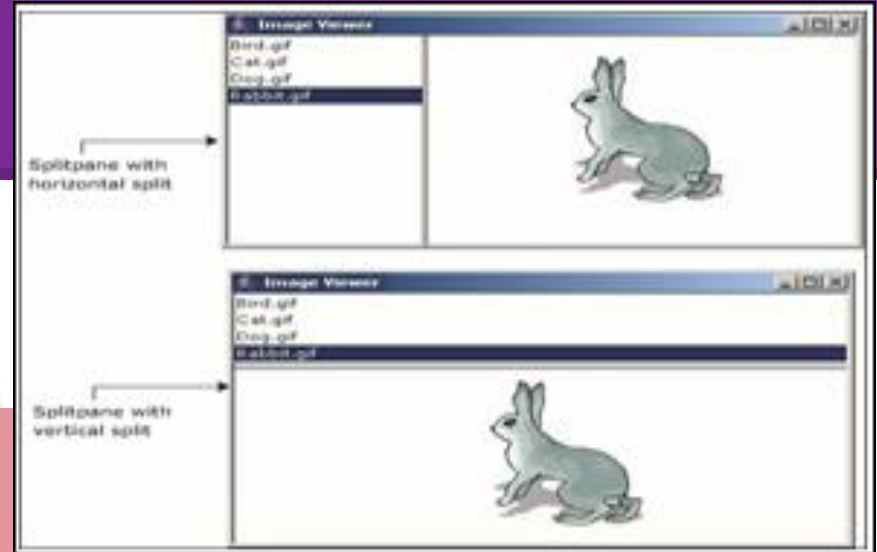 Image Viewer
Bird.gif
Cat.gif
Dog.gif
Rabbit.gif
Splitpane with
horizontal split
Image Viewer
Bird.gif
Cat.gif
Dog.gif
Rabbit.gif
Splitpane with
vertical split